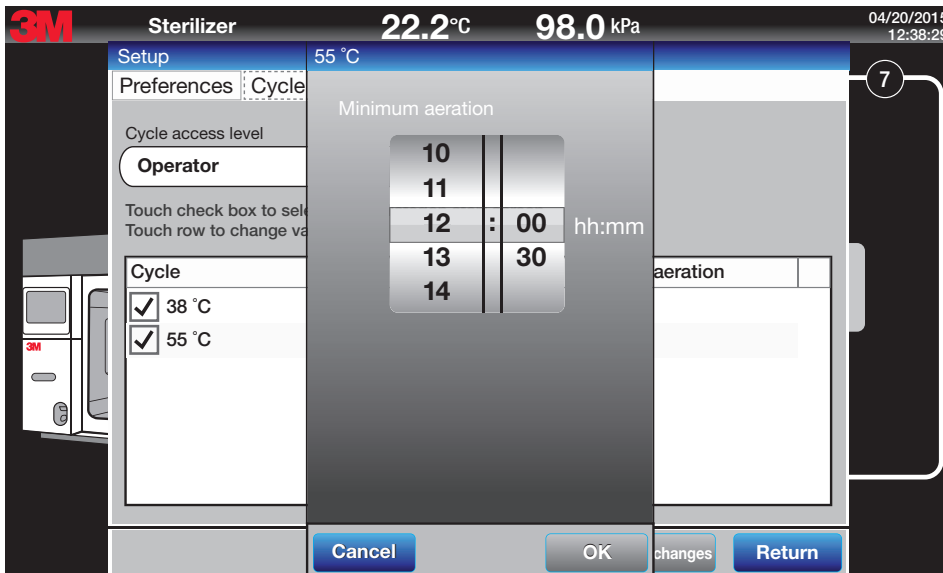 3M Sterilizer 22.2°C 98.0 kPa 04/20/2015
12:38:29
Setup 55 °C
7
Preferences Cycle
Minimum aeration
Cycle access level
Operator
10
11
12 : 00 hh:mm
13 30
14
Touch check box to sele
Touch row to change va
Cycle aeration
38 °C
55 °C
3M
Cancel OK changes Return